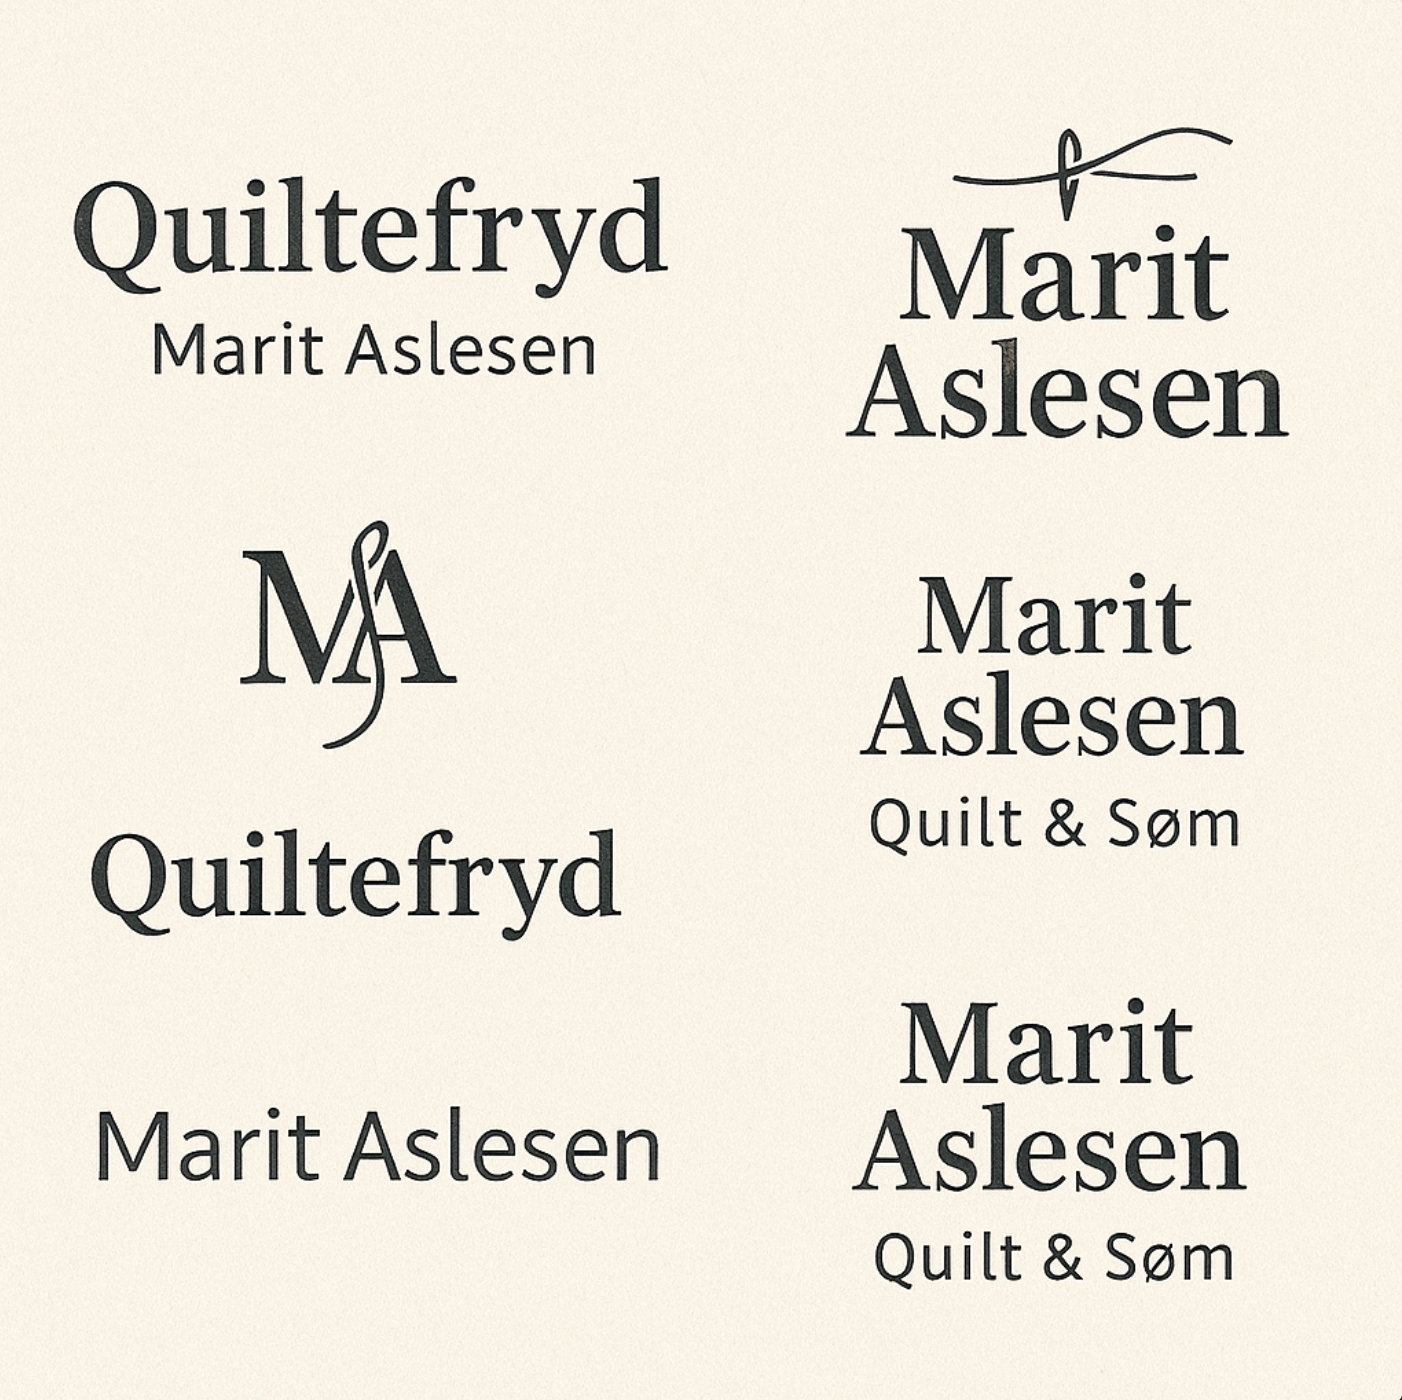 Quiltefryd
Marit Aslesen
MA
Quiltefryd
Marit Aslesen
Marit
Aslesen
Marit
Aslesen
Quilt & Søm
Marit
Aslesen
Quilt & Søm